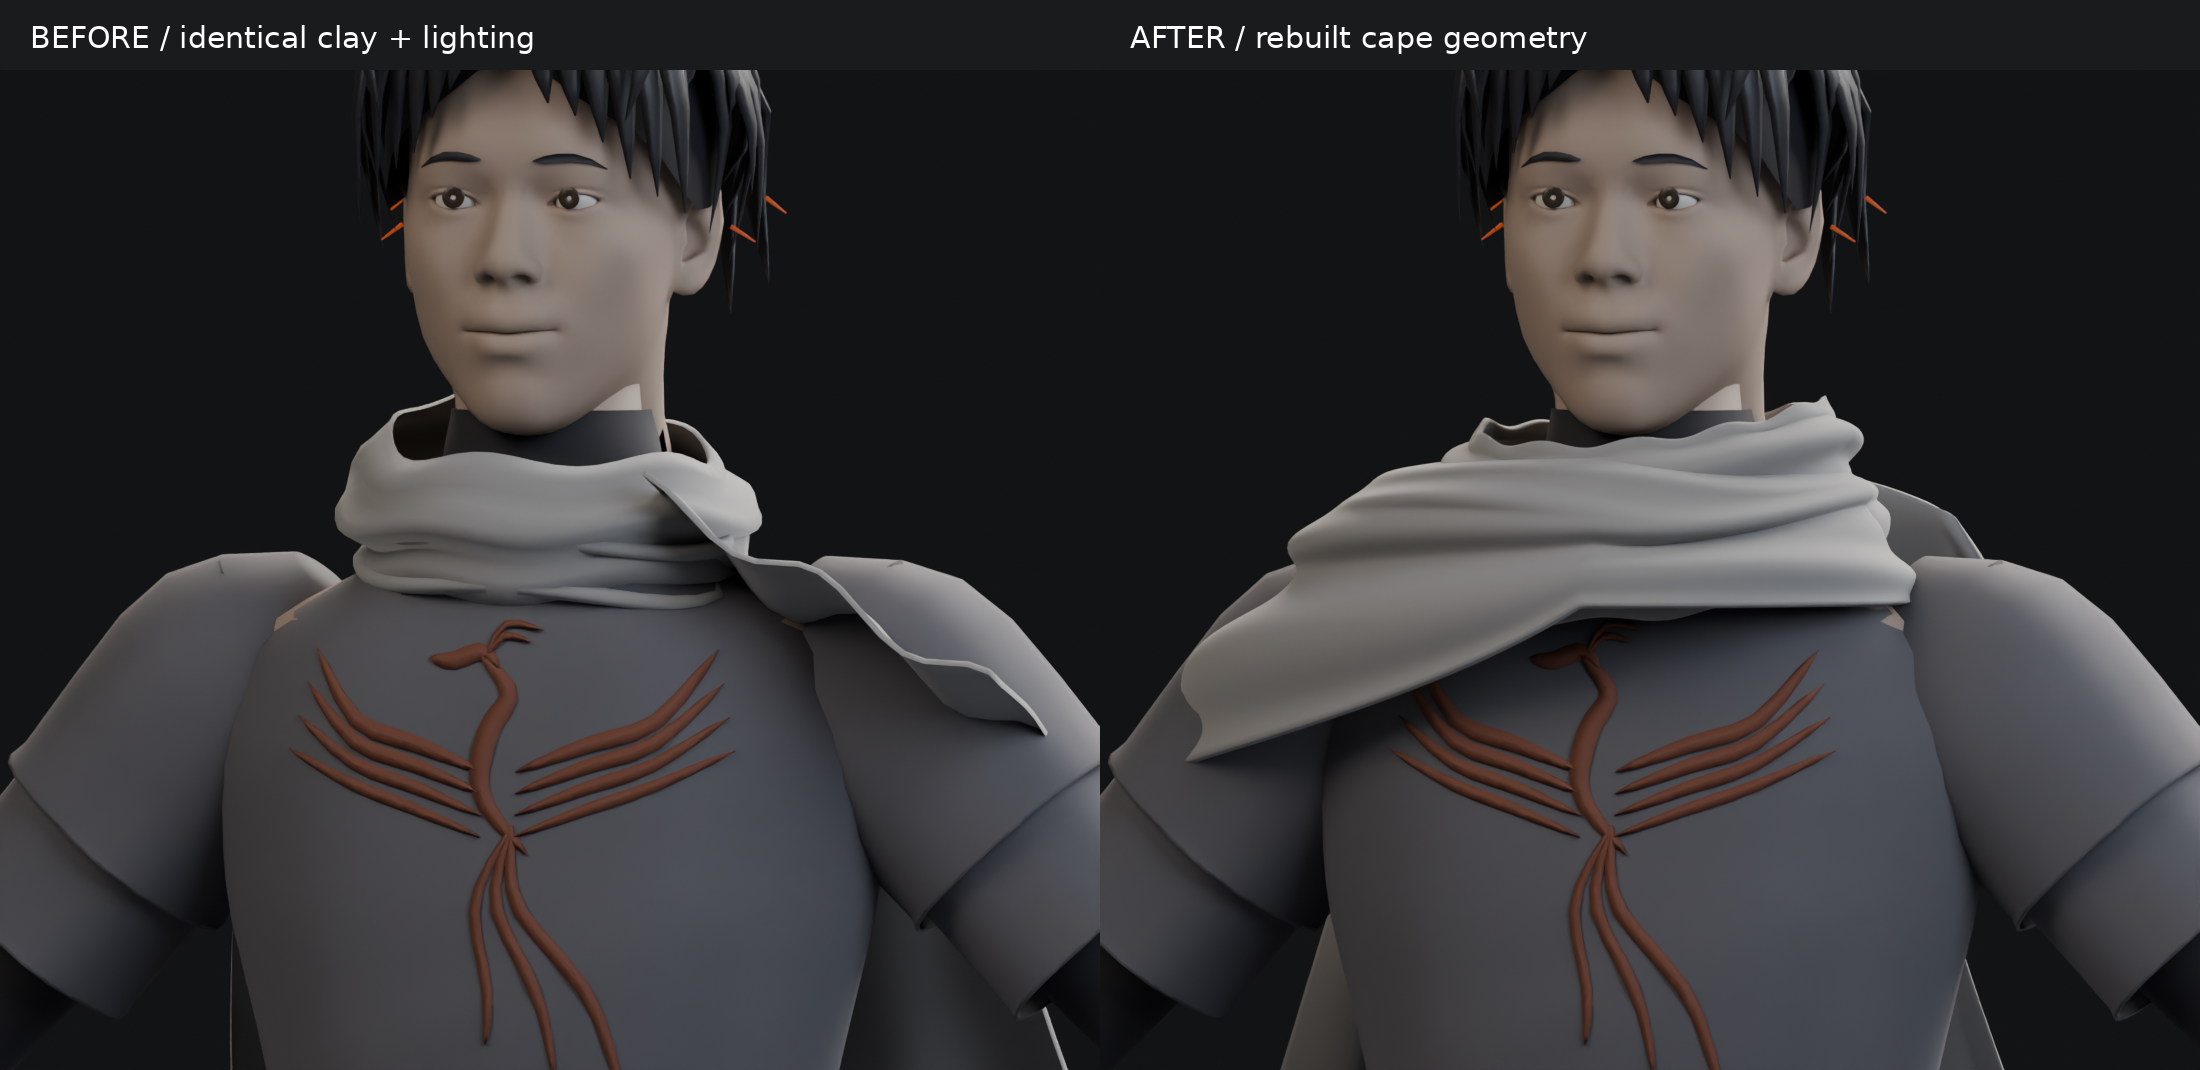 BEFORE / identical clay + lighting
AFTER / rebuilt cape geometry